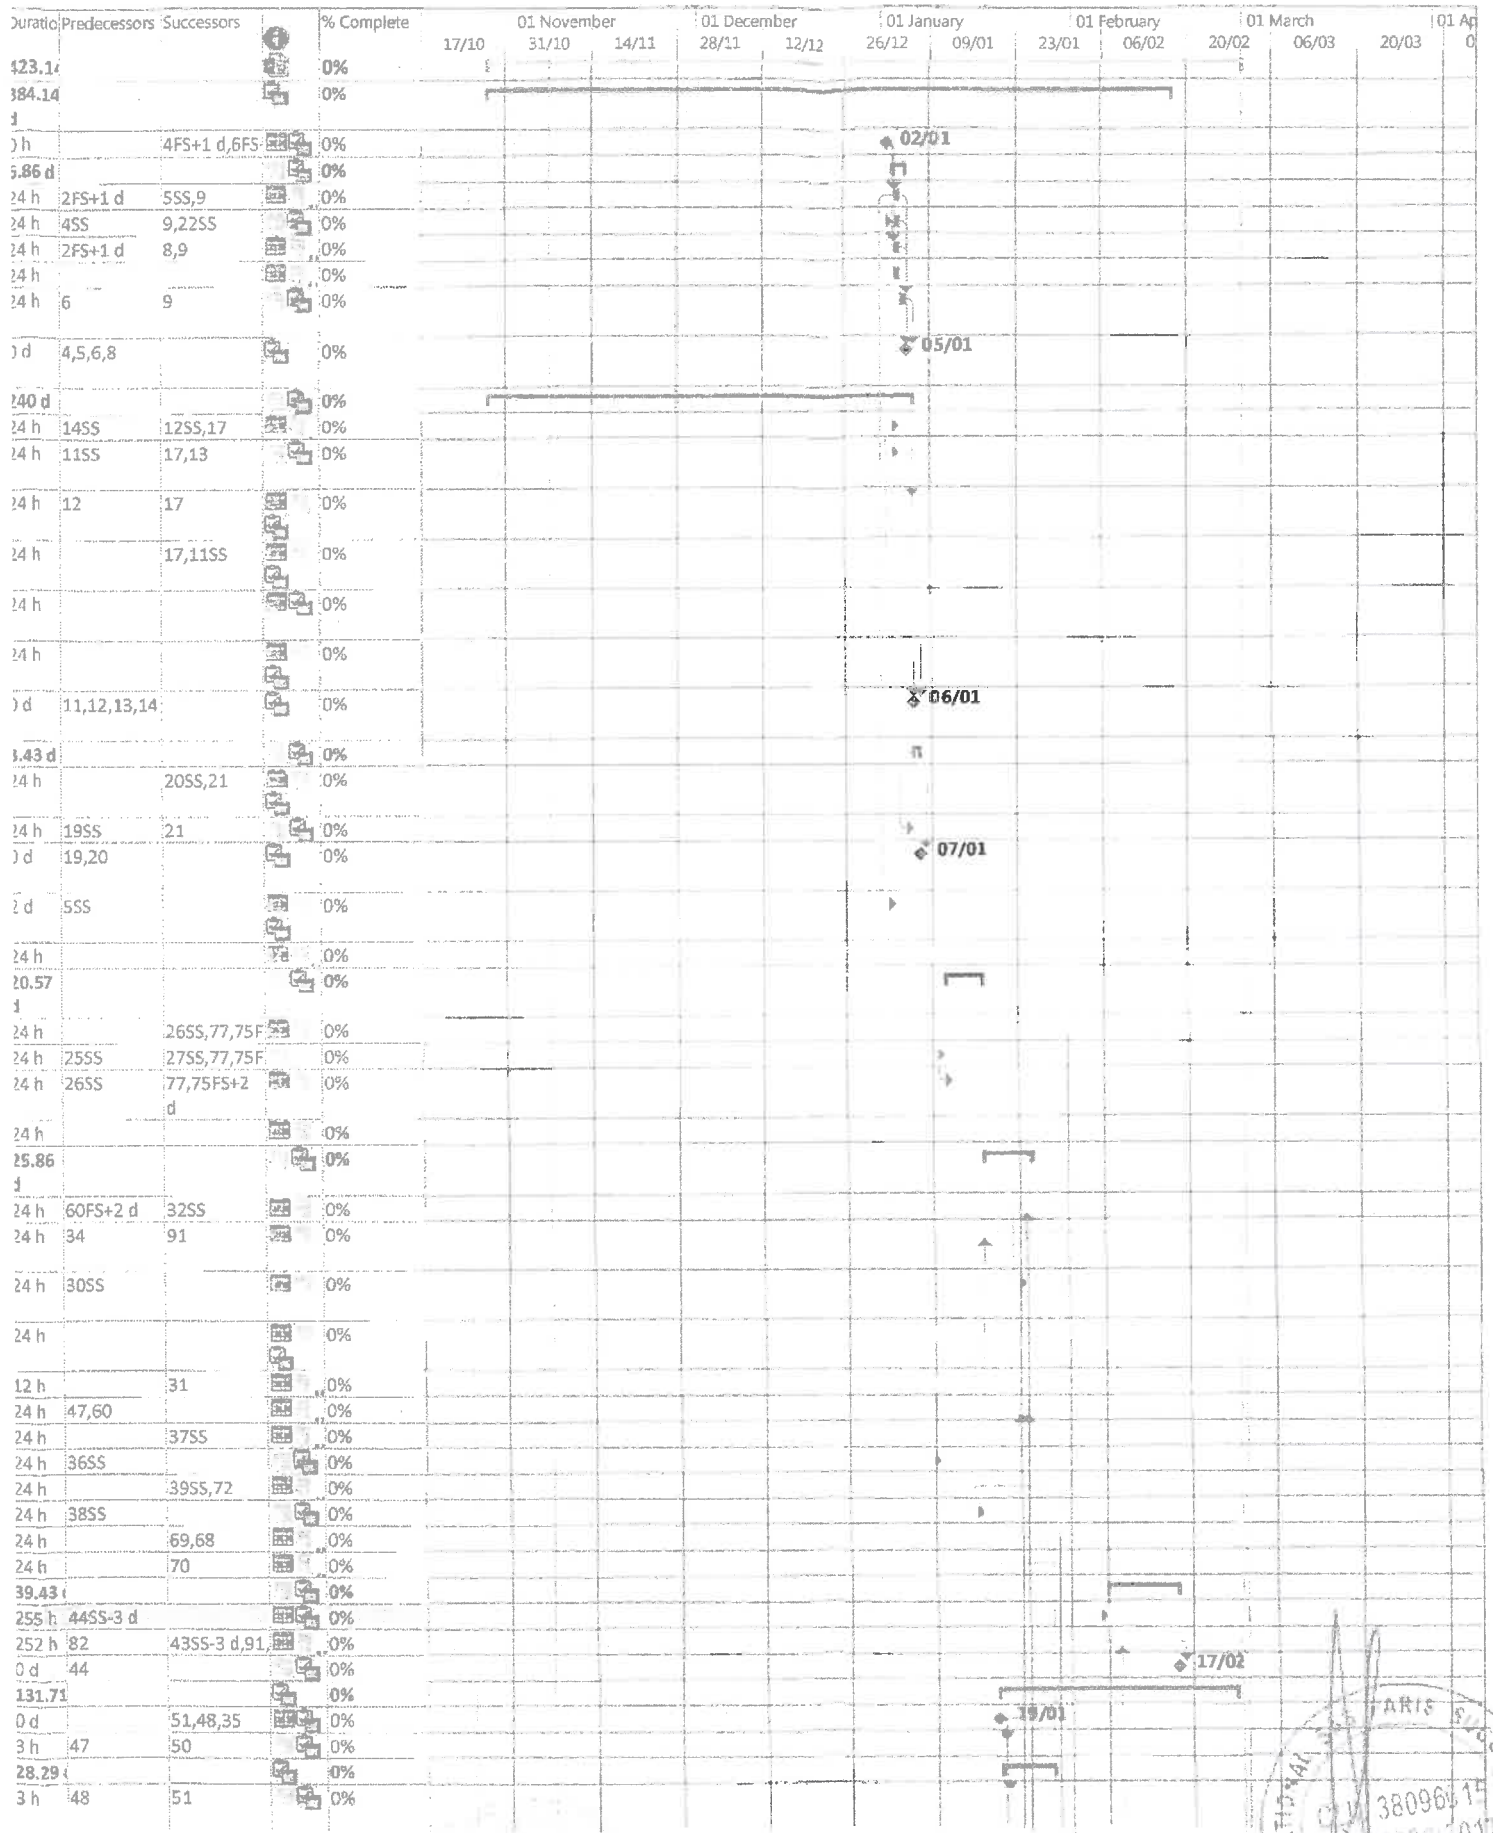 Duratio Predecessors Successors % Complete 01 November 01 December 01 January 01 February 01 March 01 Ap
17/10 31/10 14/11 28/11 12/12 26/12 09/01 23/01 06/02 20/02 06/03 20/03 0
423.14 0%
384.14 0%
d
0 h 4FS+1 d,6FS 0% 02/01
5.86 d 0%
24 h 2FS+1 d 5SS,9 0%
24 h 4SS 9,22SS 0%
24 h 2FS+1 d 8,9 0%
24 h 0%
24 h 6 9 0%
0 d 4,5,6,8 0% 05/01
240 d 0%
24 h 14SS 12SS,17 0%
24 h 11SS 17,13 0%
24 h 12 17 0%
24 h 17,11SS 0%
24 h 0%
24 h 0%
0 d 11,12,13,14 0% 06/01
3.43 d 0%
24 h 20SS,21 0%
24 h 19SS 21 0%
0 d 19,20 0% 07/01
2 d 5SS 0%
24 h 0%
20.57 0%
d
24 h 26SS,77,75F 0%
24 h 25SS 27SS,77,75F 0%
24 h 26SS 77,75FS+2 0%
d
24 h 0%
25.86 0%
d
24 h 60FS+2 d 32SS 0%
24 h 34 91 0%
24 h 30SS 0%
24 h 0%
12 h 31 0%
24 h 47,60 0%
24 h 37SS 0%
24 h 36SS 0%
24 h 39SS,72 0%
24 h 38SS 0%
24 h 69,68 0%
24 h 70 0%
39.43 0%
255 h 44SS-3 d 0%
252 h 82 43SS-3 d,91, 0%
0 d 44 0% 17/02
131.71 0%
0 d 51,48,35 0% 19/01
3 h 47 50 0%
28.29 0%
3 h 48 51 0%